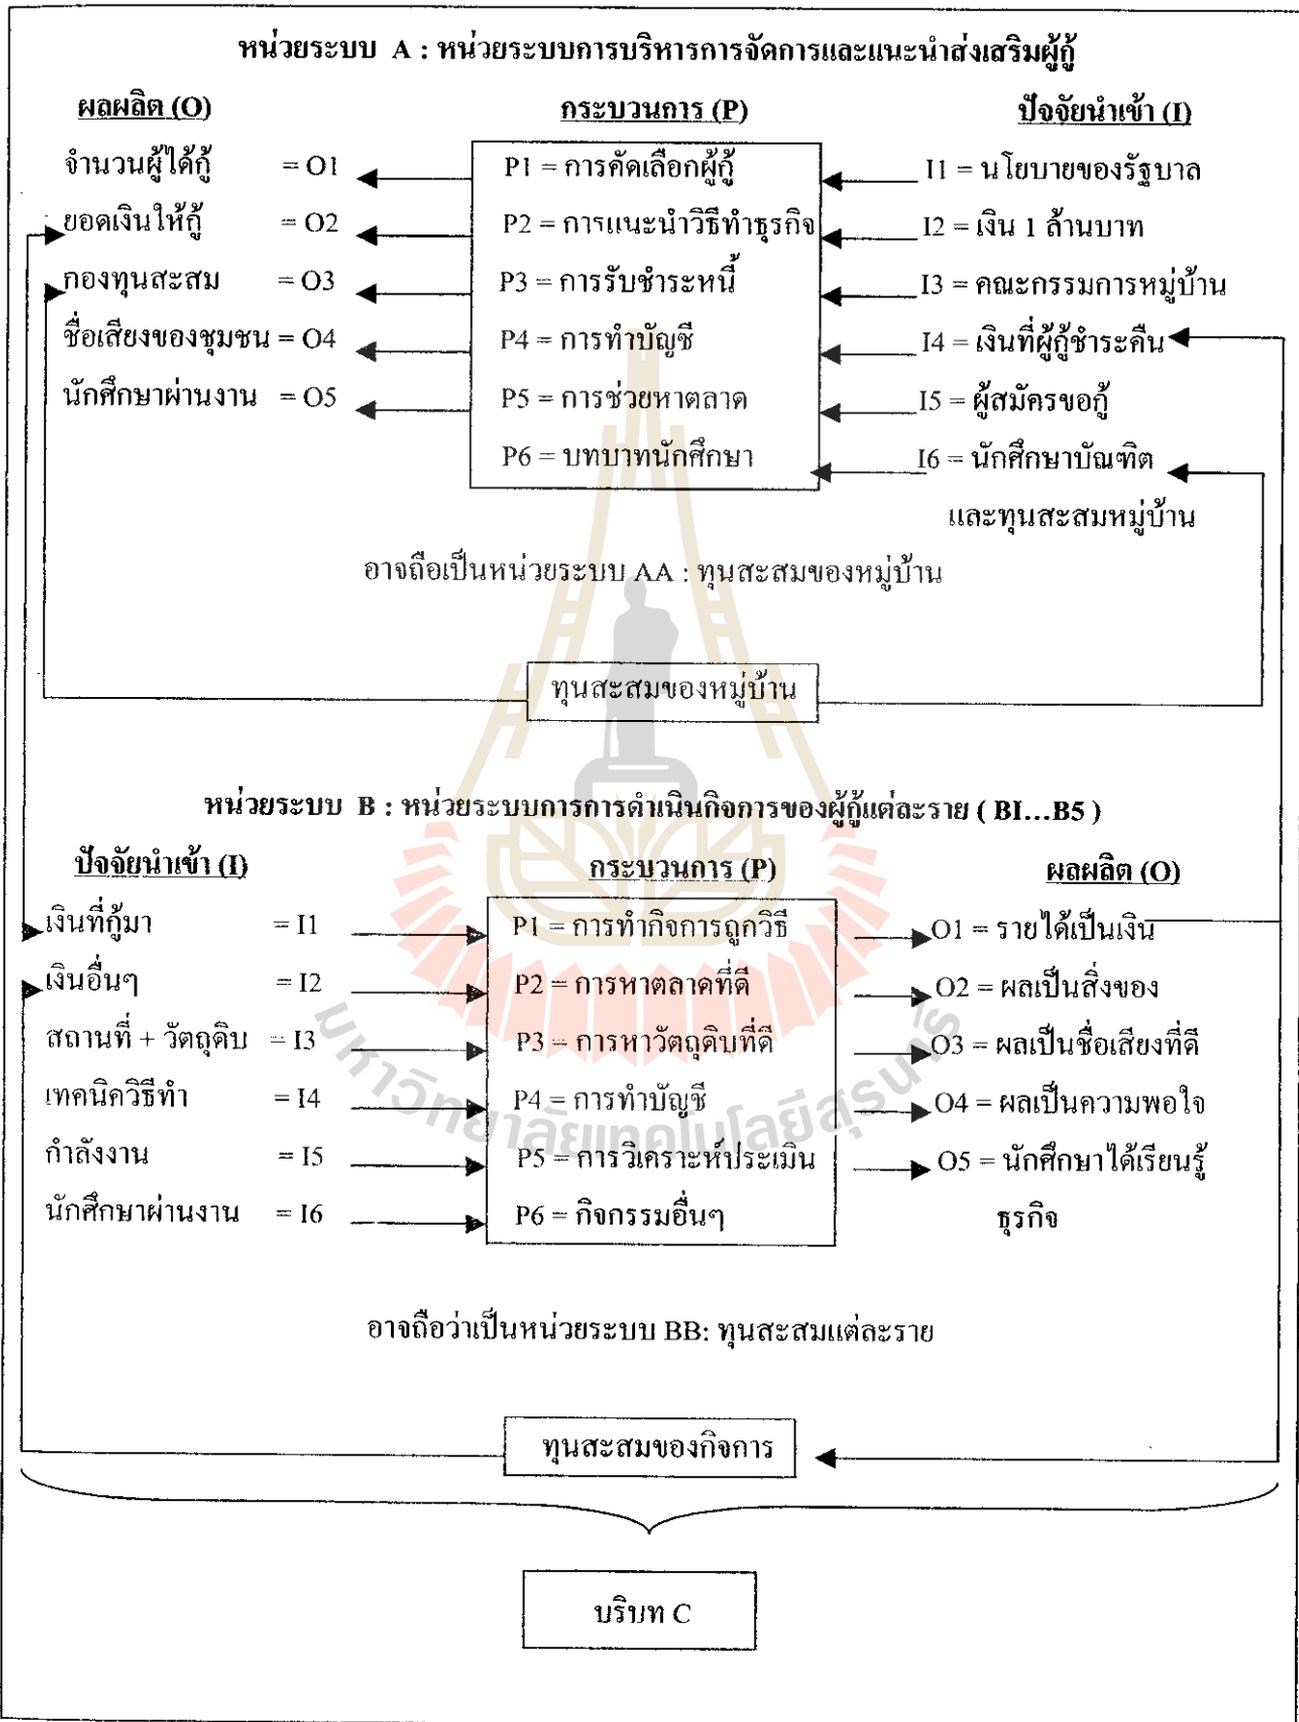 หน่วยระบบ A : หน่วยระบบการบริหารการจัดการและแนะนำส่งเสริมผู้กู้
ผลผลิต (O) กระบวนการ (P) ปัจจัยนำเข้า (I)
จำนวนผู้ได้กู้ = O1 P1 = การคัดเลือกผู้กู้ I1 = นโยบายของรัฐบาล
ยอดเงินให้กู้ = O2 P2 = การแนะนำวิธีทำธุรกิจ I2 = เงิน 1 ล้านบาท
กองทุนสะสม = O3 P3 = การรับชำระหนี้ I3 = คณะกรรมการหมู่บ้าน
ชื่อเสียงของชุมชน = O4 P4 = การทำบัญชี I4 = เงินที่ผู้กู้ชำระคืน
นักศึกษาผ่านงาน = O5 P5 = การช่วยหาตลาด I5 = ผู้สมัครขอกู้
P6 = บทบาทนักศึกษา I6 = นักศึกษาบัณฑิต
และทุนสะสมหมู่บ้าน
อาจถือเป็นหน่วยระบบ AA : ทุนสะสมของหมู่บ้าน
ทุนสะสมของหมู่บ้าน
หน่วยระบบ B : หน่วยระบบการการดำเนินกิจการของผู้กู้แต่ละราย ( BI...B5 )
ปัจจัยนำเข้า (I) กระบวนการ (P) ผลผลิต (O)
เงินที่กู้มา = I1 P1 = การทำกิจการถูกวิธี O1 = รายได้เป็นเงิน
เงินอื่นๆ = I2 P2 = การหาตลาดที่ดี O2 = ผลเป็นสิ่งของ
สถานที่ + วัตถุดิบ = I3 P3 = การหาวัตถุดิบที่ดี O3 = ผลเป็นชื่อเสียงที่ดี
เทคนิควิธีทำ = I4 P4 = การทำบัญชี O4 = ผลเป็นความพอใจ
กำลังงาน = I5 P5 = การวิเคราะห์ประเมิน O5 = นักศึกษาได้เรียนรู้
นักศึกษาผ่านงาน = I6 P6 = กิจกรรมอื่นๆ ธุรกิจ
มหาวิทยาลัยเทคโนโลยีสุรนารี
อาจถือว่าเป็นหน่วยระบบ BB: ทุนสะสมแต่ละราย
ทุนสะสมของกิจการ
บริบท C